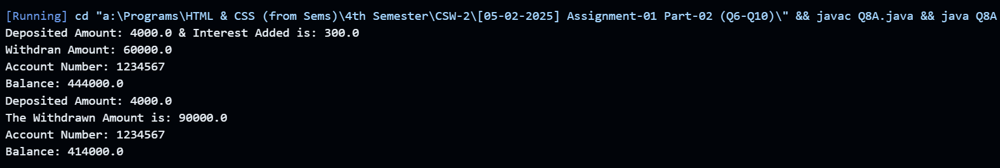 [Running] cd "a:\Programs\HTML & CSS (from Sems)\4th Semester\CSW-2\[05-02-2025] Assignment-01 Part-02 (Q6-Q10)\" && javac Q8A.java && java Q8A
Deposited Amount: 4000.0 & Interest Added is: 300.0
Withdran Amount: 60000.0
Account Number: 1234567
Balance: 444000.0
Deposited Amount: 4000.0
The Withdrawn Amount is: 90000.0
Account Number: 1234567
Balance: 414000.0